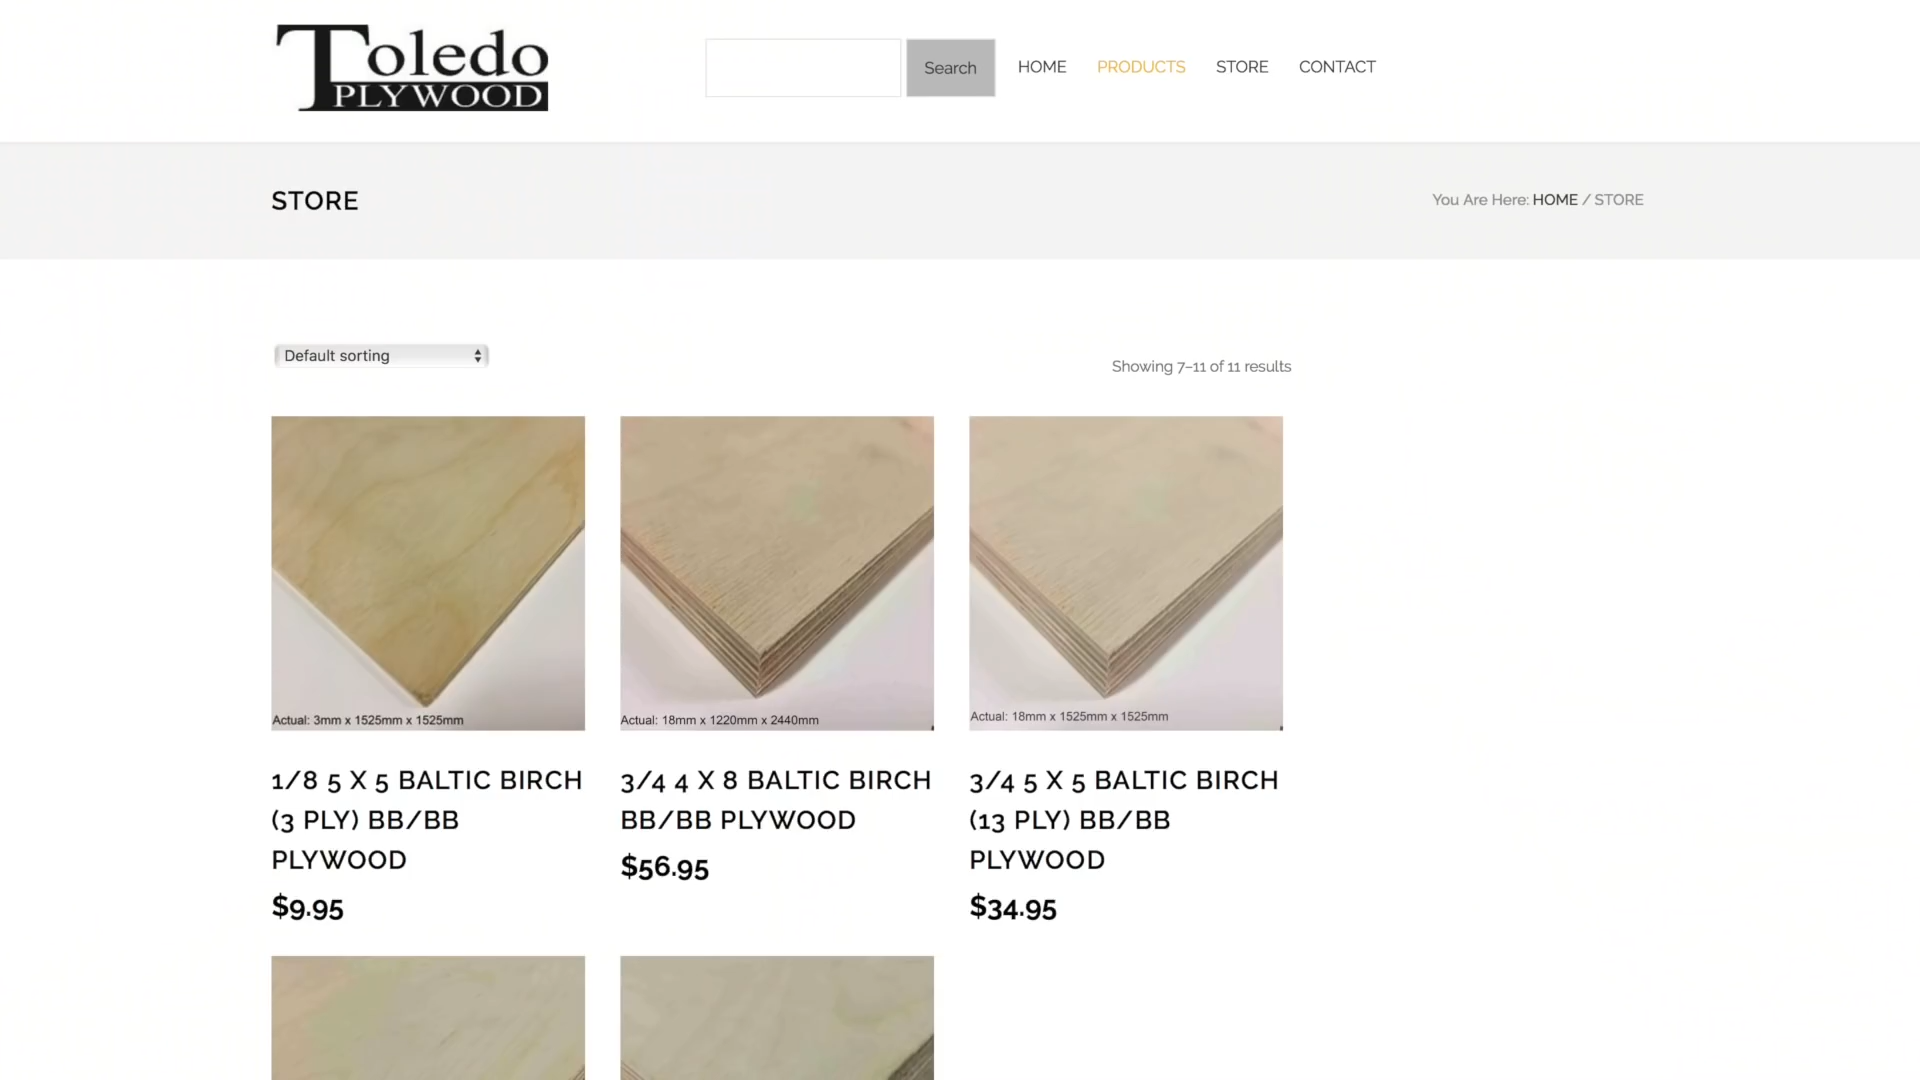 Toledo
PLYWOOD
Search
HOME
PRODUCTS
STORE
CONTACT
STORE
You Are Here: HOME / STORE
Default sorting
Showing 7–11 of 11 results
Actual: 3mm x 1525mm x 1525mm
Actual: 18mm x 1220mm x 2440mm
Actual: 18mm x 1525mm x 1525mm
1/8 5 X 5 BALTIC BIRCH
(3 PLY) BB/BB
PLYWOOD
$9.95
3/4 4 X 8 BALTIC BIRCH
BB/BB PLYWOOD
$56.95
3/4 5 X 5 BALTIC BIRCH
(13 PLY) BB/BB
PLYWOOD
$34.95